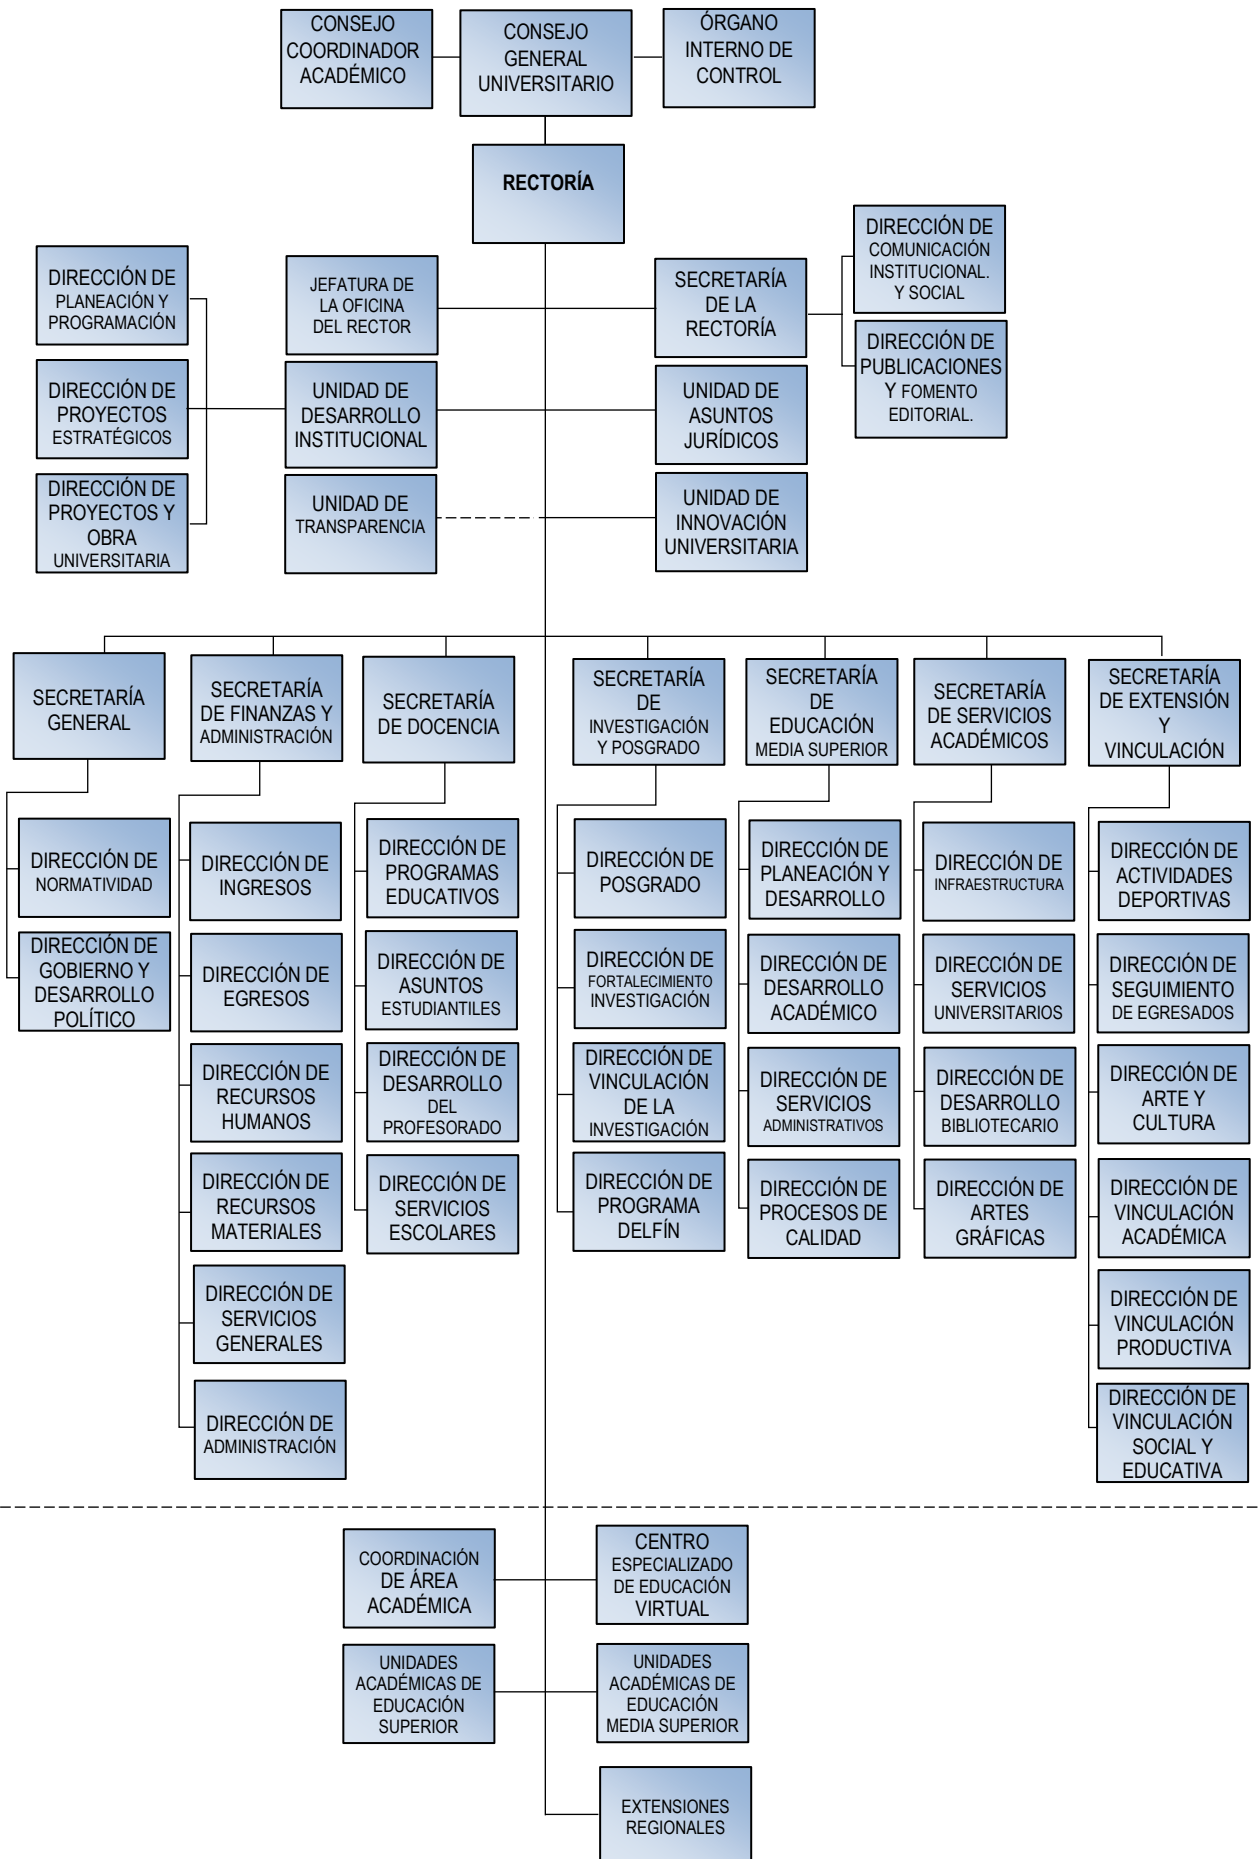 CONSEJO
COORDINADOR
ACADÉMICO
CONSEJO
GENERAL
UNIVERSITARIO
ÓRGANO
INTERNO DE
CONTROL
RECTORÍA
DIRECCIÓN DE
PLANEACIÓN Y
PROGRAMACIÓN
JEFATURA DE
LA OFICINA
DEL RECTOR
SECRETARÍA
DE LA
RECTORÍA
DIRECCIÓN DE
COMUNICACIÓN
INSTITUCIONAL.
Y SOCIAL
DIRECCIÓN DE
PUBLICACIONES
Y FOMENTO
EDITORIAL.
DIRECCIÓN DE
PROYECTOS
ESTRATÉGICOS
UNIDAD DE
DESARROLLO
INSTITUCIONAL
UNIDAD DE
ASUNTOS
JURÍDICOS
DIRECCIÓN DE
PROYECTOS Y
OBRA
UNIVERSITARIA
UNIDAD DE
TRANSPARENCIA
UNIDAD DE
INNOVACIÓN
UNIVERSITARIA
SECRETARÍA
GENERAL
SECRETARÍA
DE FINANZAS Y
ADMINISTRACIÓN
SECRETARÍA
DE DOCENCIA
SECRETARÍA
DE
INVESTIGACIÓN
Y POSGRADO
SECRETARÍA
DE
EDUCACIÓN
MEDIA SUPERIOR
SECRETARÍA
DE SERVICIOS
ACADÉMICOS
SECRETARÍA
DE EXTENSIÓN
Y
VINCULACIÓN
DIRECCIÓN DE
NORMATIVIDAD
DIRECCIÓN DE
INGRESOS
DIRECCIÓN DE
PROGRAMAS
EDUCATIVOS
DIRECCIÓN DE
POSGRADO
DIRECCIÓN DE
PLANEACIÓN Y
DESARROLLO
DIRECCIÓN DE
INFRAESTRUCTURA
DIRECCIÓN DE
ACTIVIDADES
DEPORTIVAS
DIRECCIÓN DE
GOBIERNO Y
DESARROLLO
POLÍTICO
DIRECCIÓN DE
EGRESOS
DIRECCIÓN DE
ASUNTOS
ESTUDIANTILES
DIRECCIÓN DE
FORTALECIMIENTO
INVESTIGACIÓN
DIRECCIÓN DE
DESARROLLO
ACADÉMICO
DIRECCIÓN DE
SERVICIOS
UNIVERSITARIOS
DIRECCIÓN DE
SEGUIMIENTO
DE EGRESADOS
DIRECCIÓN DE
RECURSOS
HUMANOS
DIRECCIÓN DE
DESARROLLO
DEL
PROFESORADO
DIRECCIÓN DE
VINCULACIÓN
DE LA
INVESTIGACIÓN
DIRECCIÓN DE
SERVICIOS
ADMINISTRATIVOS
DIRECCIÓN DE
DESARROLLO
BIBLIOTECARIO
DIRECCIÓN DE
ARTE Y
CULTURA
DIRECCIÓN DE
RECURSOS
MATERIALES
DIRECCIÓN DE
SERVICIOS
ESCOLARES
DIRECCIÓN DE
PROGRAMA
DELFÍN
DIRECCIÓN DE
PROCESOS DE
CALIDAD
DIRECCIÓN DE
ARTES
GRÁFICAS
DIRECCIÓN DE
VINCULACIÓN
ACADÉMICA
DIRECCIÓN DE
SERVICIOS
GENERALES
DIRECCIÓN DE
VINCULACIÓN
PRODUCTIVA
DIRECCIÓN DE
ADMINISTRACIÓN
DIRECCIÓN DE
VINCULACIÓN
SOCIAL Y
EDUCATIVA
COORDINACIÓN
DE ÁREA
ACADÉMICA
CENTRO
ESPECIALIZADO
DE EDUCACIÓN
VIRTUAL
UNIDADES
ACADÉMICAS DE
EDUCACIÓN
SUPERIOR
UNIDADES
ACADÉMICAS DE
EDUCACIÓN
MEDIA SUPERIOR
EXTENSIONES
REGIONALES